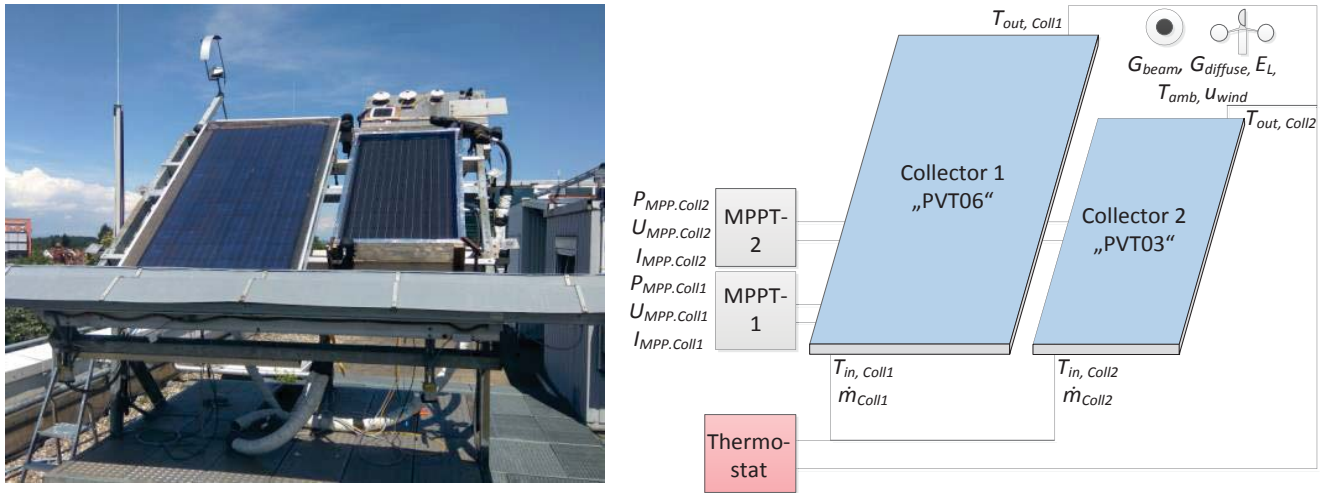 T_out, Coll1
G_beam, G_diffuse, E_L,
T_amb, u_wind
T_out, Coll2
Collector 1
„PVT06“
Collector 2
„PVT03“
P_MPP.Coll2
U_MPP.Coll2
I_MPP.Coll2
MPPT-
2
P_MPP.Coll1
U_MPP.Coll1
I_MPP.Coll1
MPPT-
1
T_in, Coll1
ṁ_Coll1
T_in, Coll2
ṁ_Coll2
Thermo-
stat